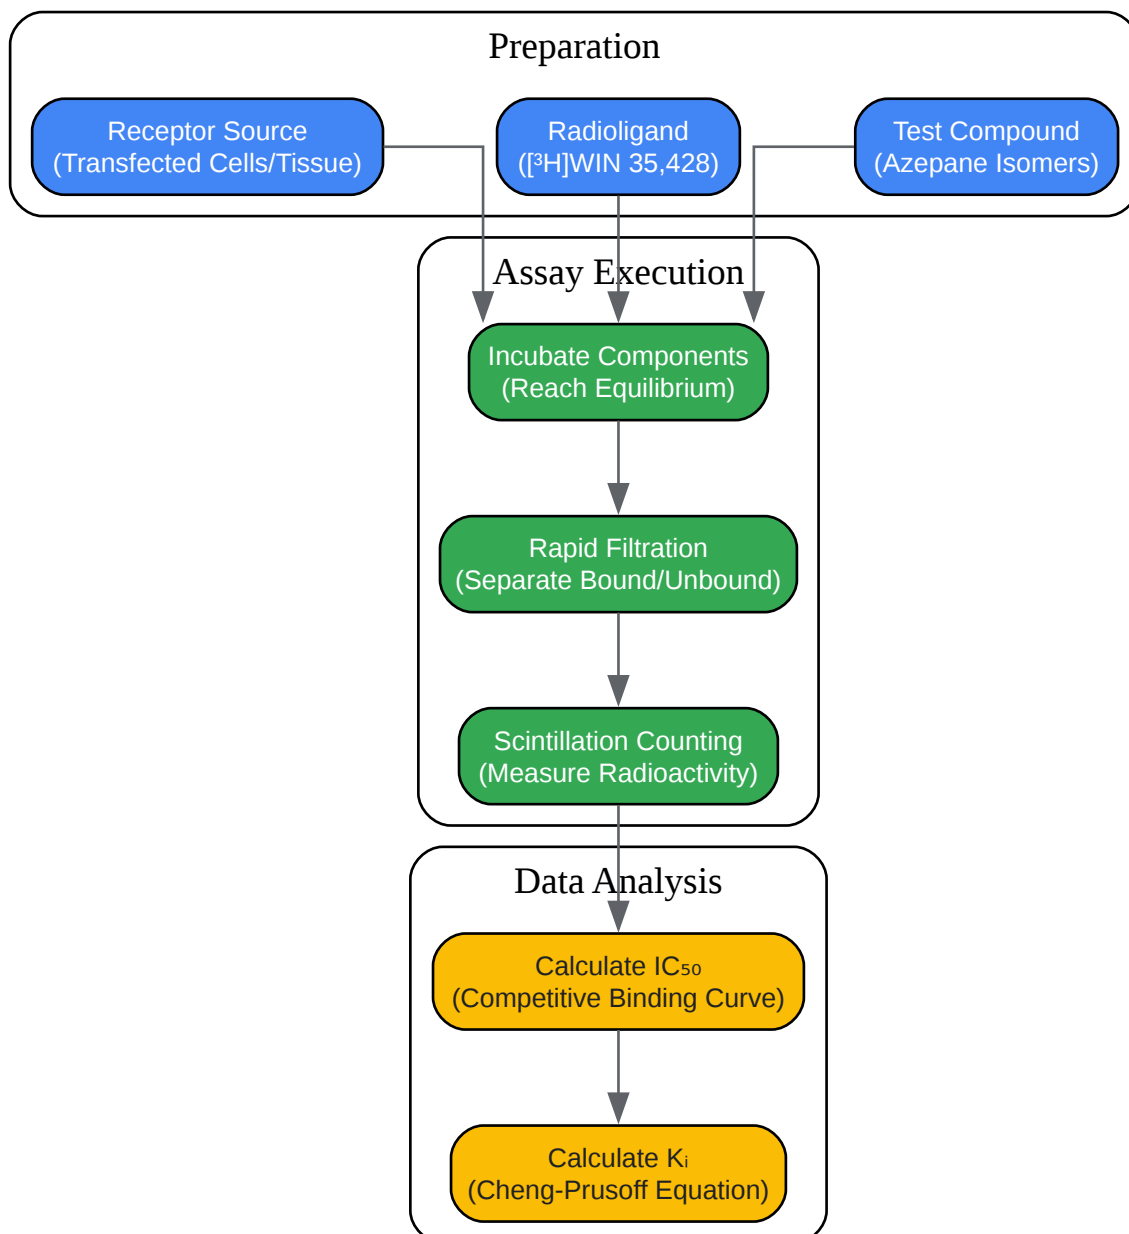 Preparation
Receptor Source
(Transfected Cells/Tissue)
Radioligand
([³H]WIN 35,428)
Test Compound
(Azepane Isomers)
Assay Execution
Incubate Components
(Reach Equilibrium)
Rapid Filtration
(Separate Bound/Unbound)
Scintillation Counting
(Measure Radioactivity)
Data Analysis
Calculate IC₅₀
(Competitive Binding Curve)
Calculate Kᵢ
(Cheng-Prusoff Equation)